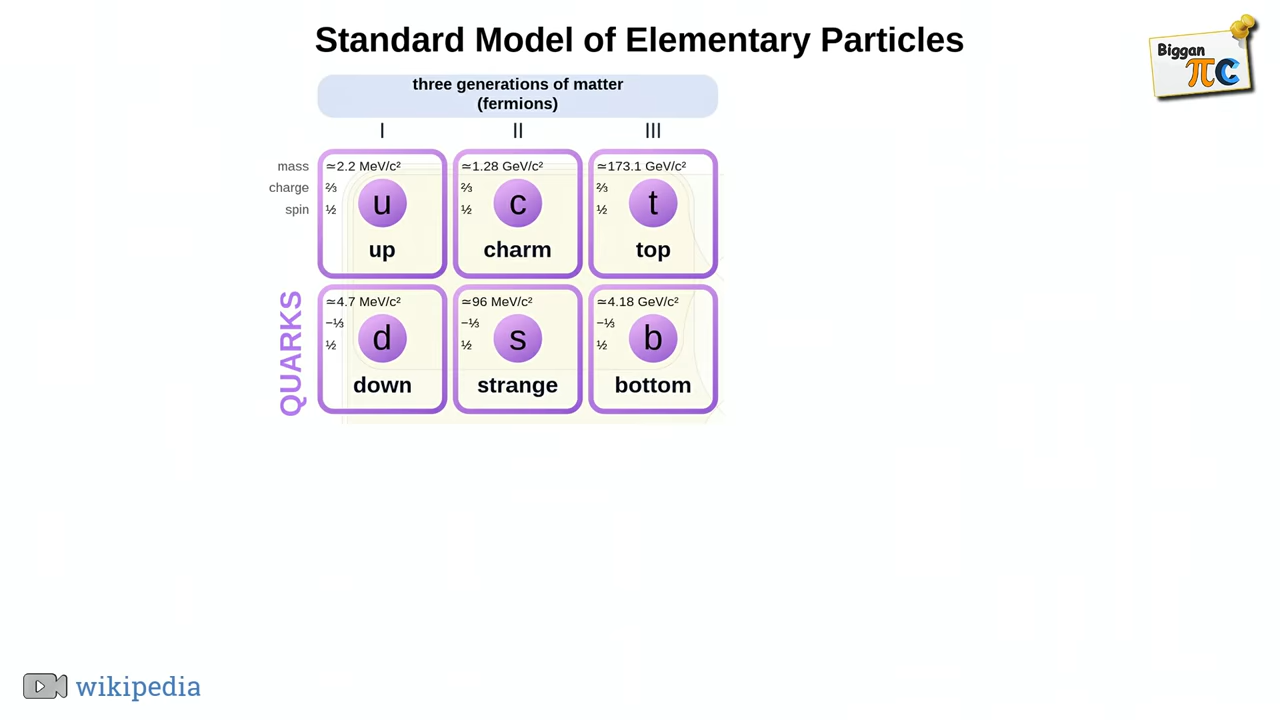 Standard Model of Elementary Particles
Biggan
πC
three generations of matter
(fermions)
I II III
mass ≃2.2 MeV/c² ≃1.28 GeV/c² ≃173.1 GeV/c²
charge ⅔ ⅔ ⅔
spin ½ ½ ½
u c t
up charm top
QUARKS
≃4.7 MeV/c² ≃96 MeV/c² ≃4.18 GeV/c²
−⅓ −⅓ −⅓
½ ½ ½
d s b
down strange bottom
wikipedia